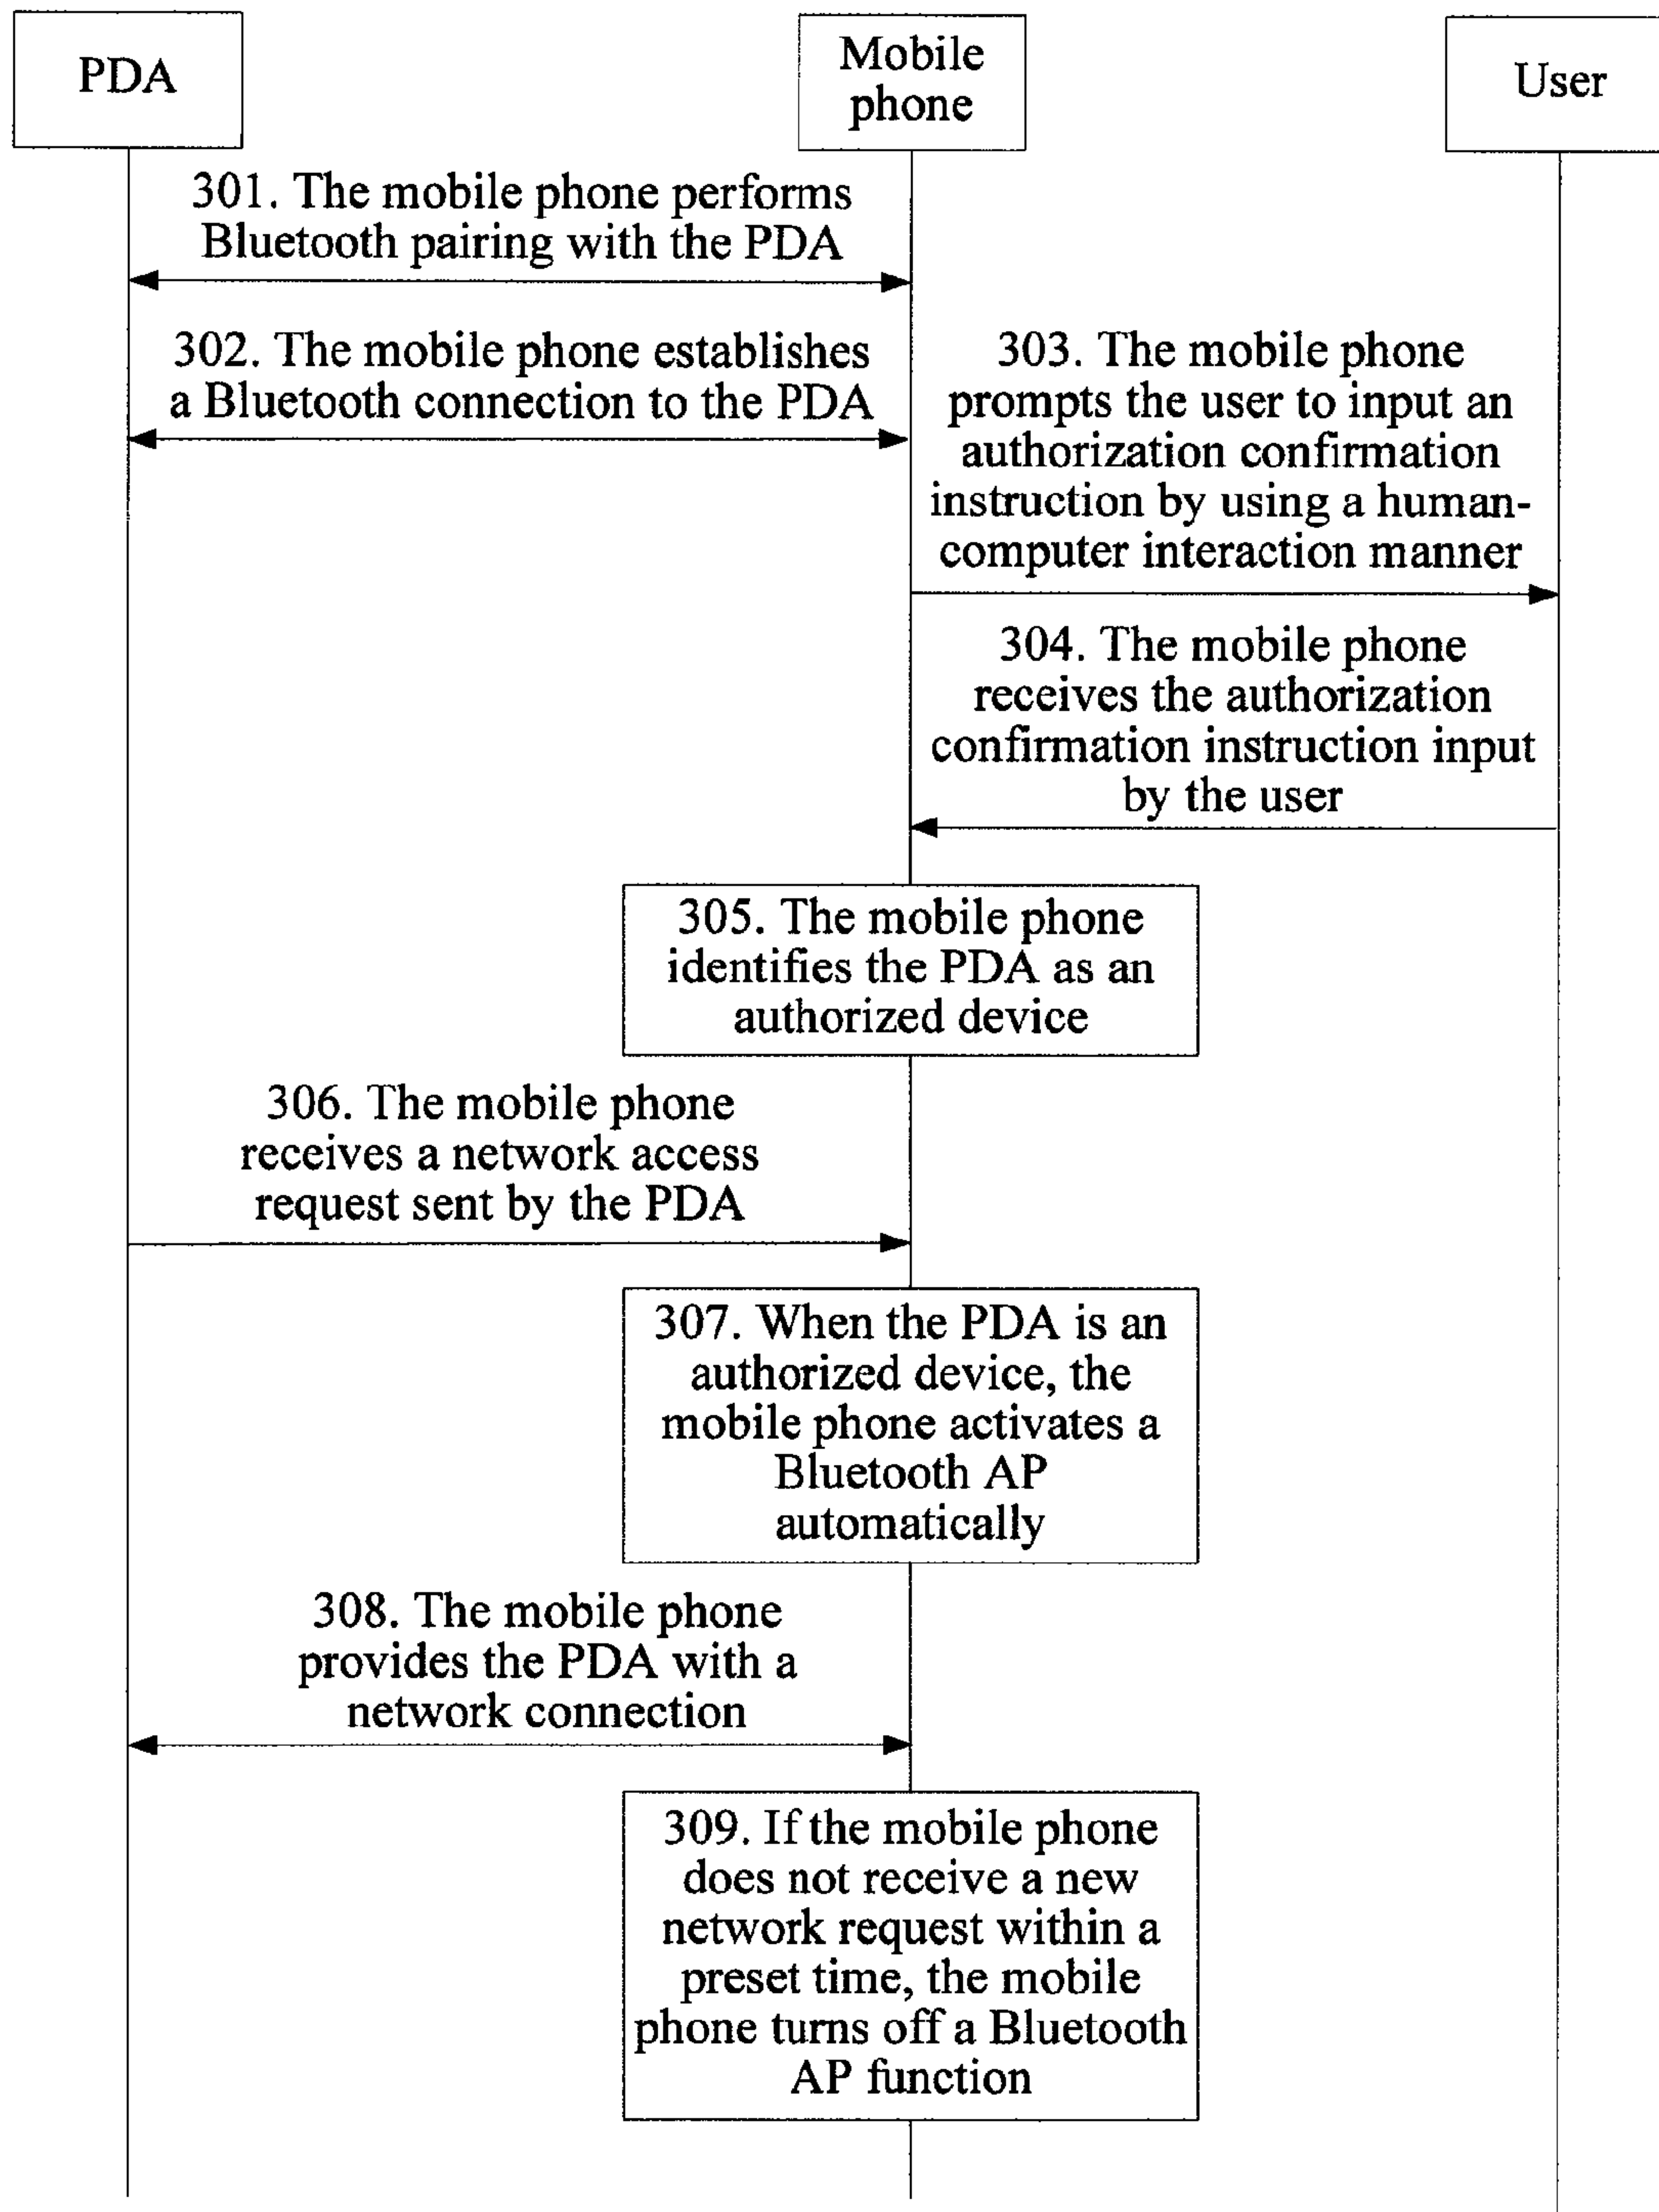 PDA
Mobile
phone
User
301. The mobile phone performs
Bluetooth pairing with the PDA
302. The mobile phone establishes
a Bluetooth connection to the PDA
303. The mobile phone
prompts the user to input an
authorization confirmation
instruction by using a human-
computer interaction manner
304. The mobile phone
receives the authorization
confirmation instruction input
by the user
305. The mobile phone
identifies the PDA as an
authorized device
306. The mobile phone
receives a network access
request sent by the PDA
307. When the PDA is an
authorized device, the
mobile phone activates a
Bluetooth AP
automatically
308. The mobile phone
provides the PDA with a
network connection
309. If the mobile phone
does not receive a new
network request within a
preset time, the mobile
phone turns off a Bluetooth
AP function